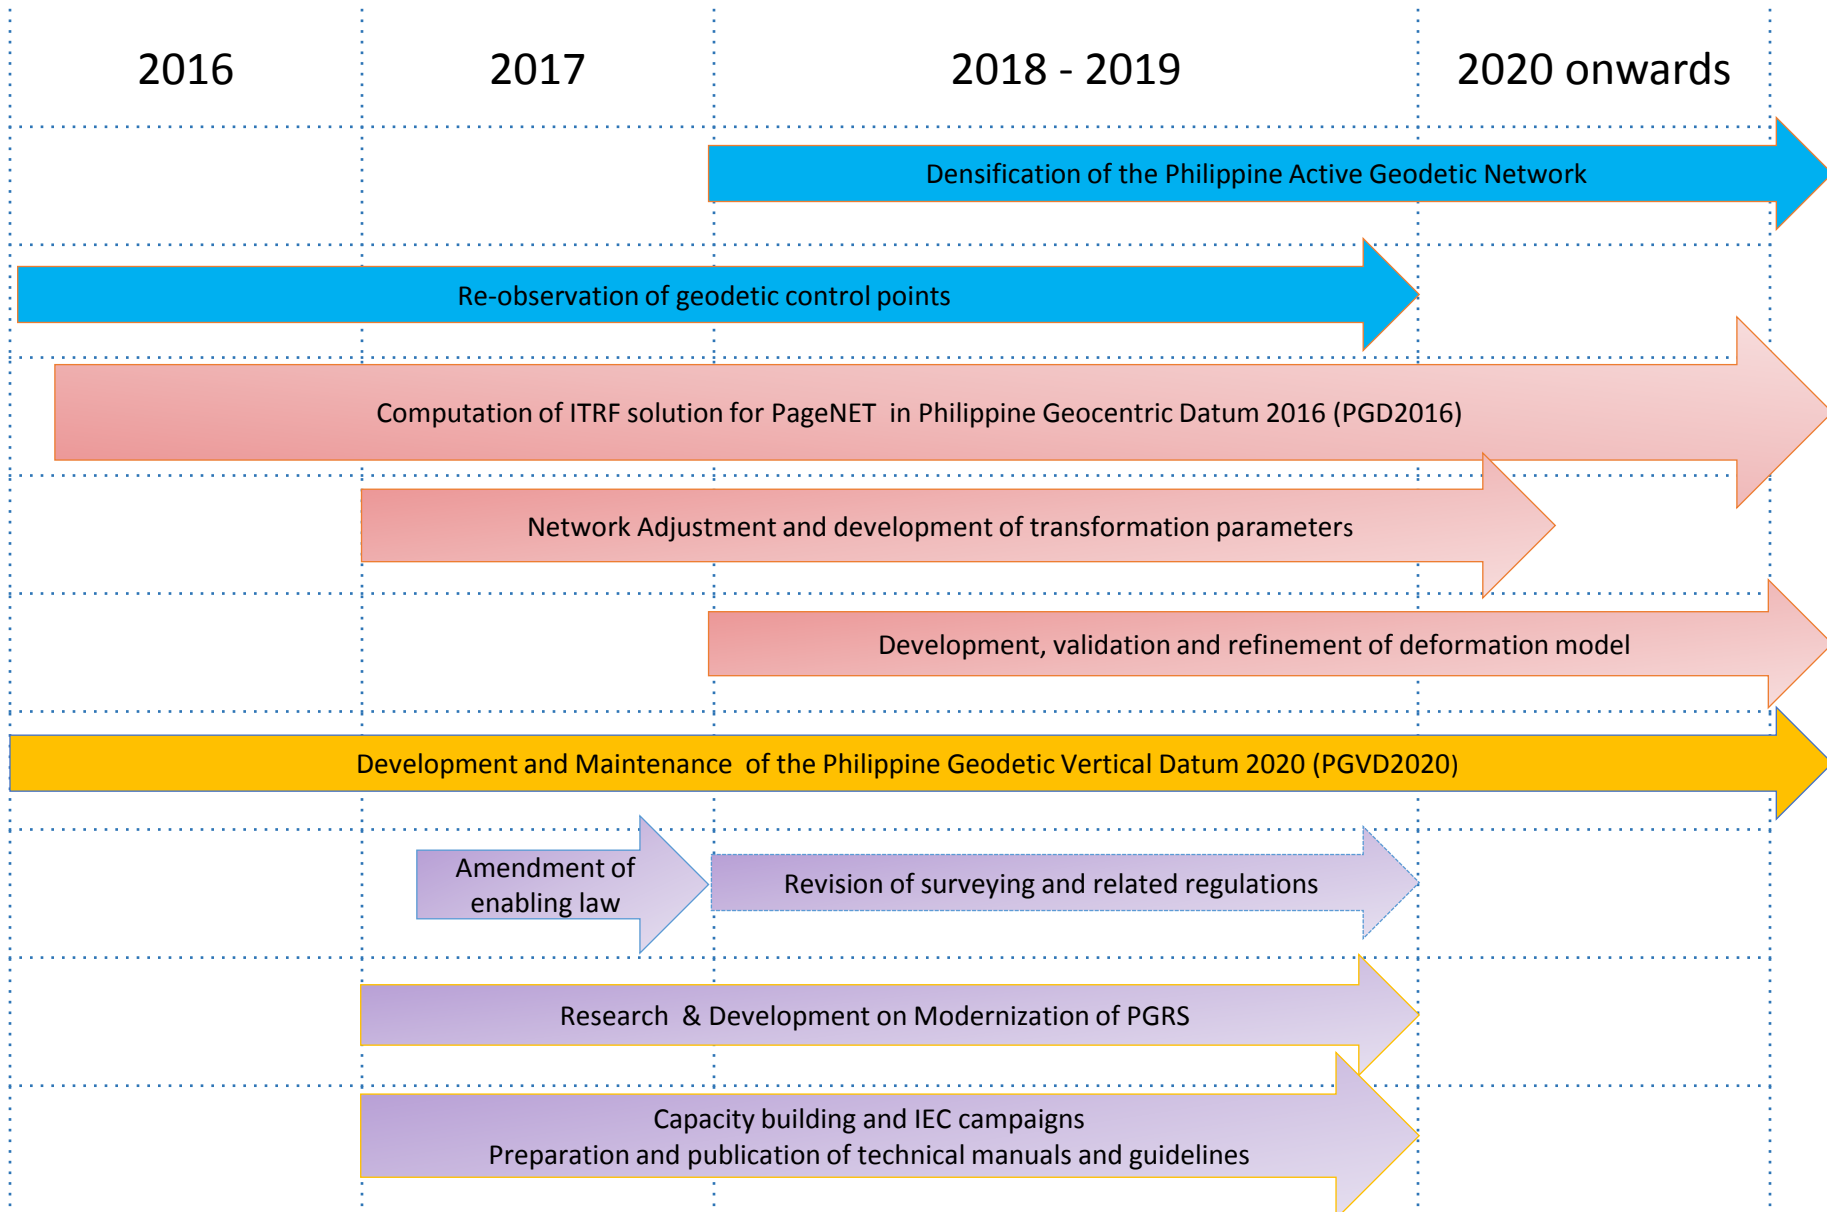 2016
2017
2018 - 2019
2020 onwards
Densification of the Philippine Active Geodetic Network
Re-observation of geodetic control points
Computation of ITRF solution for PageNET in Philippine Geocentric Datum 2016 (PGD2016)
Network Adjustment and development of transformation parameters
Development, validation and refinement of deformation model
Development and Maintenance of the Philippine Geodetic Vertical Datum 2020 (PGVD2020)
Amendment of
enabling law
Revision of surveying and related regulations
Research & Development on Modernization of PGRS
Capacity building and IEC campaigns
Preparation and publication of technical manuals and guidelines